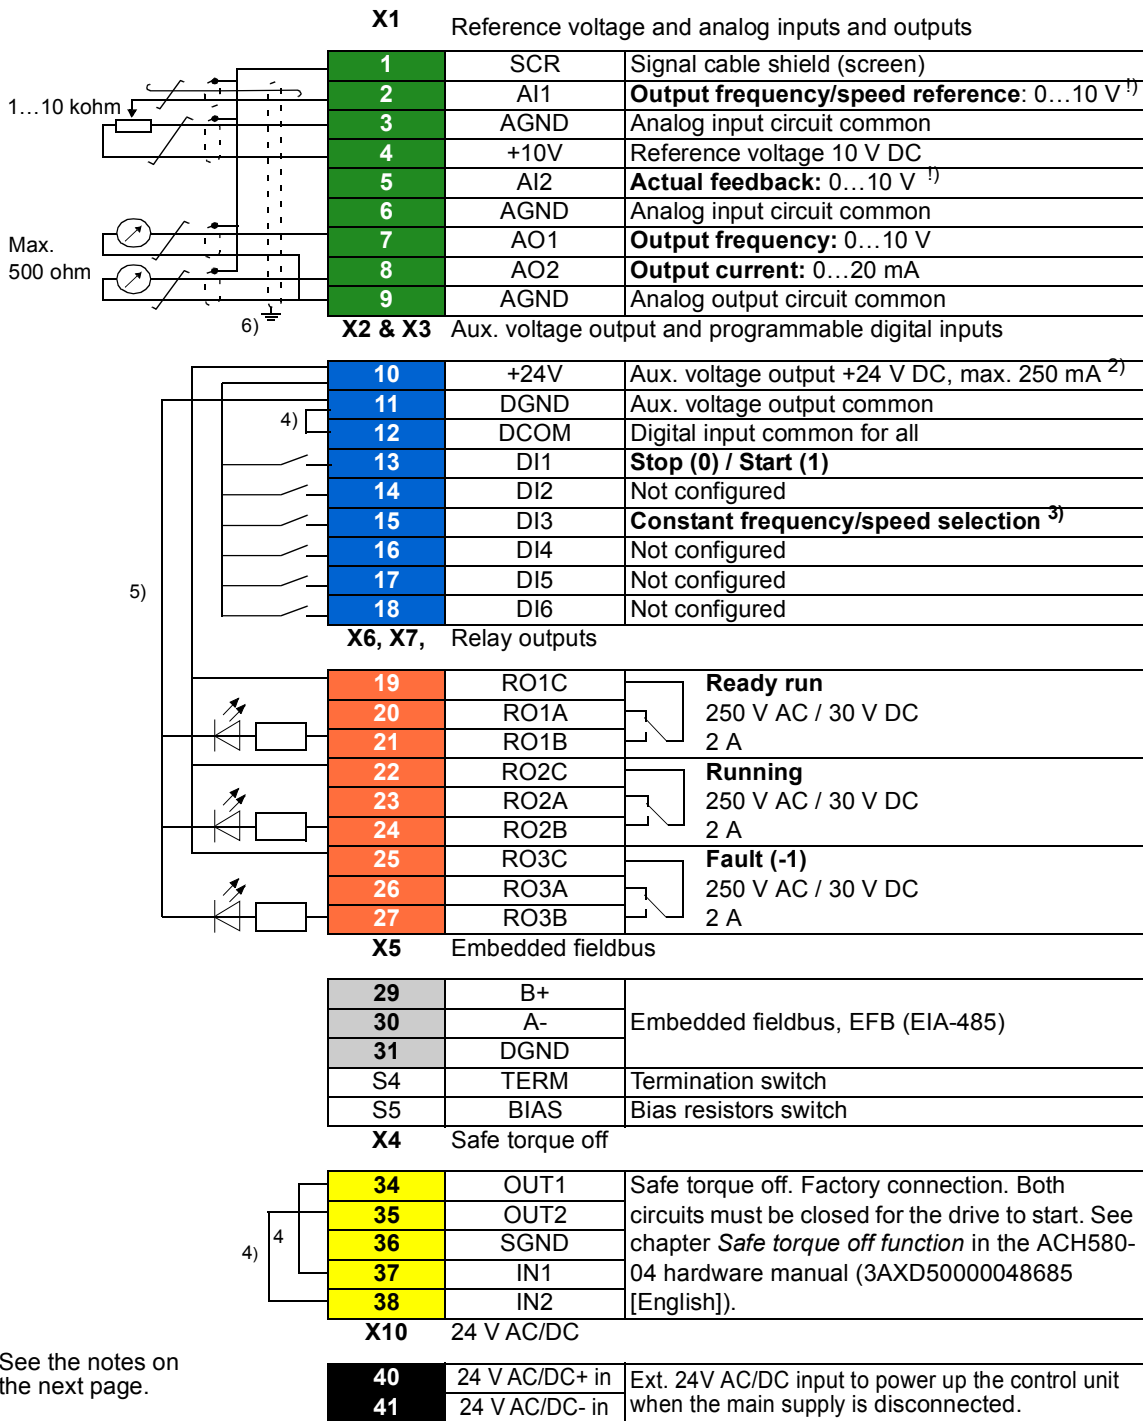 X1 Reference voltage and analog inputs and outputs
1 SCR Signal cable shield (screen)
2 AI1 Output frequency/speed reference: 0…10 V !)
1…10 kohm
3 AGND Analog input circuit common
4 +10V Reference voltage 10 V DC
5 AI2 Actual feedback: 0…10 V !)
6 AGND Analog input circuit common
Max.
500 ohm
7 AO1 Output frequency: 0…10 V
8 AO2 Output current: 0…20 mA
9 AGND Analog output circuit common
6)
X2 & X3 Aux. voltage output and programmable digital inputs
10 +24V Aux. voltage output +24 V DC, max. 250 mA 2)
11 DGND Aux. voltage output common
4)
12 DCOM Digital input common for all
13 DI1 Stop (0) / Start (1)
14 DI2 Not configured
15 DI3 Constant frequency/speed selection 3)
16 DI4 Not configured
5)
17 DI5 Not configured
18 DI6 Not configured
X6, X7, Relay outputs
19 RO1C Ready run
20 RO1A 250 V AC / 30 V DC
21 RO1B 2 A
22 RO2C Running
23 RO2A 250 V AC / 30 V DC
24 RO2B 2 A
25 RO3C Fault (-1)
26 RO3A 250 V AC / 30 V DC
27 RO3B 2 A
X5 Embedded fieldbus
29 B+
30 A- Embedded fieldbus, EFB (EIA-485)
31 DGND
S4 TERM Termination switch
S5 BIAS Bias resistors switch
X4 Safe torque off
34 OUT1 Safe torque off. Factory connection. Both
35 OUT2 circuits must be closed for the drive to start. See
4) 4
36 SGND chapter Safe torque off function in the ACH580-
37 IN1 04 hardware manual (3AXD50000048685
38 IN2 [English]).
X10 24 V AC/DC
See the notes on
the next page.
40 24 V AC/DC+ in Ext. 24V AC/DC input to power up the control unit
41 24 V AC/DC- in when the main supply is disconnected.